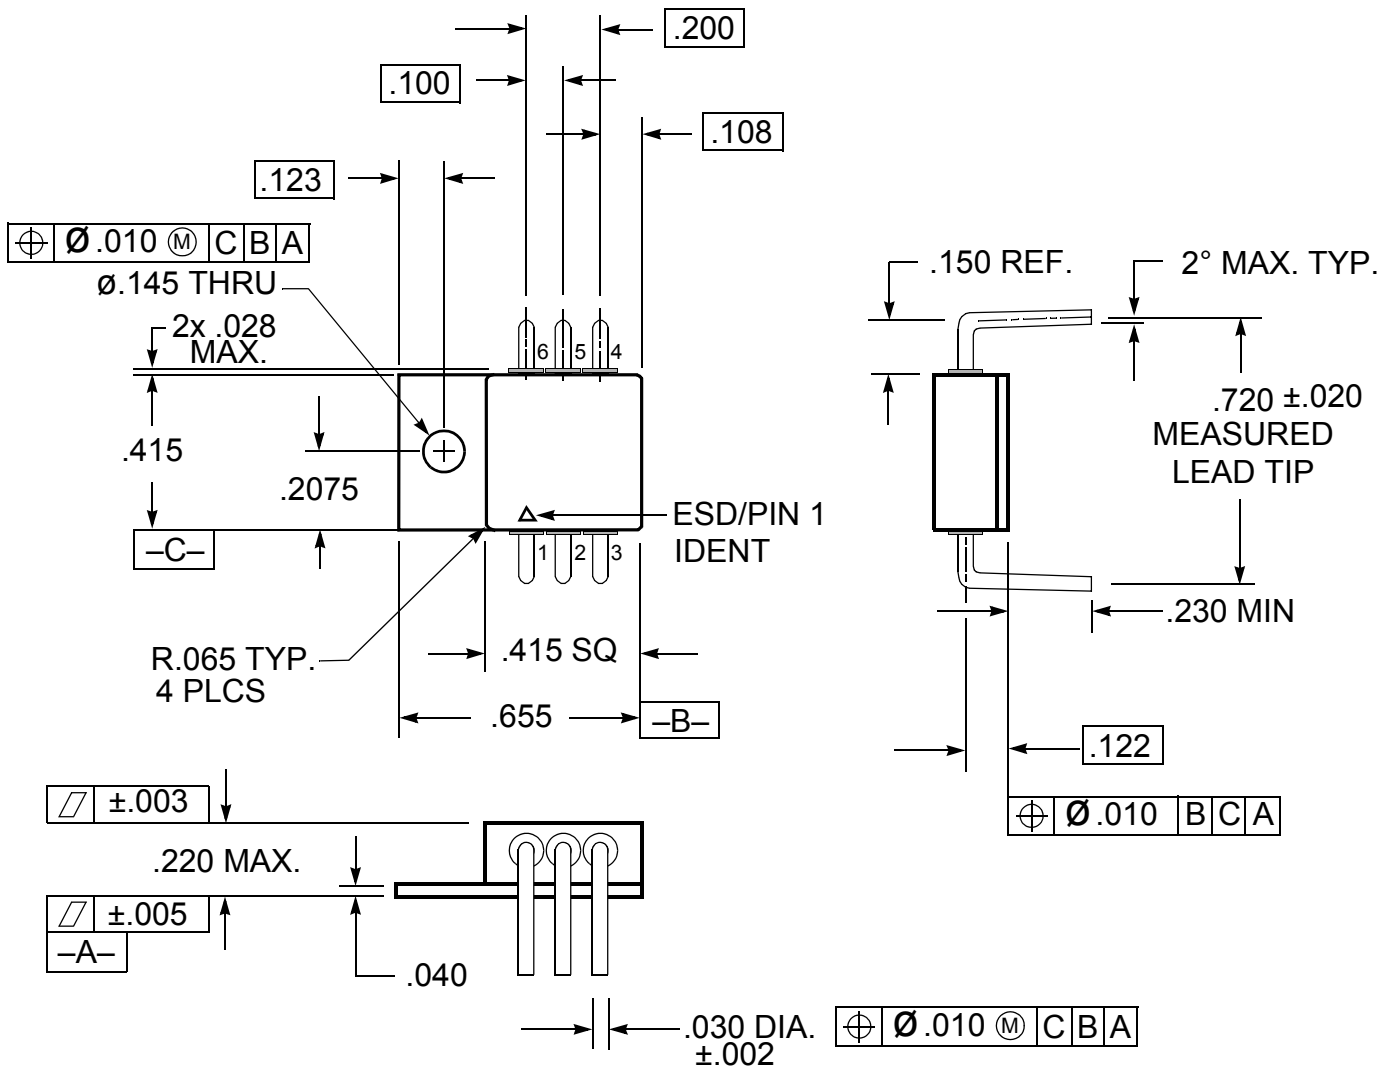 .200
.100
.108
.123
⌖ Ø .010 Ⓜ C B A
ø.145 THRU
2x .028
MAX.
.150 REF.
2° MAX. TYP.
6 5 4
.415
.2075
.720 ±.020
MEASURED
LEAD TIP
ESD/PIN 1
IDENT
–C–
1 2 3
.230 MIN
R.065 TYP.
4 PLCS
.415 SQ
.655
–B–
.122
⏥ ±.003
⌖ Ø .010 B C A
.220 MAX.
⏥ ±.005
–A–
.040
.030 DIA.
±.002
⌖ Ø .010 Ⓜ C B A